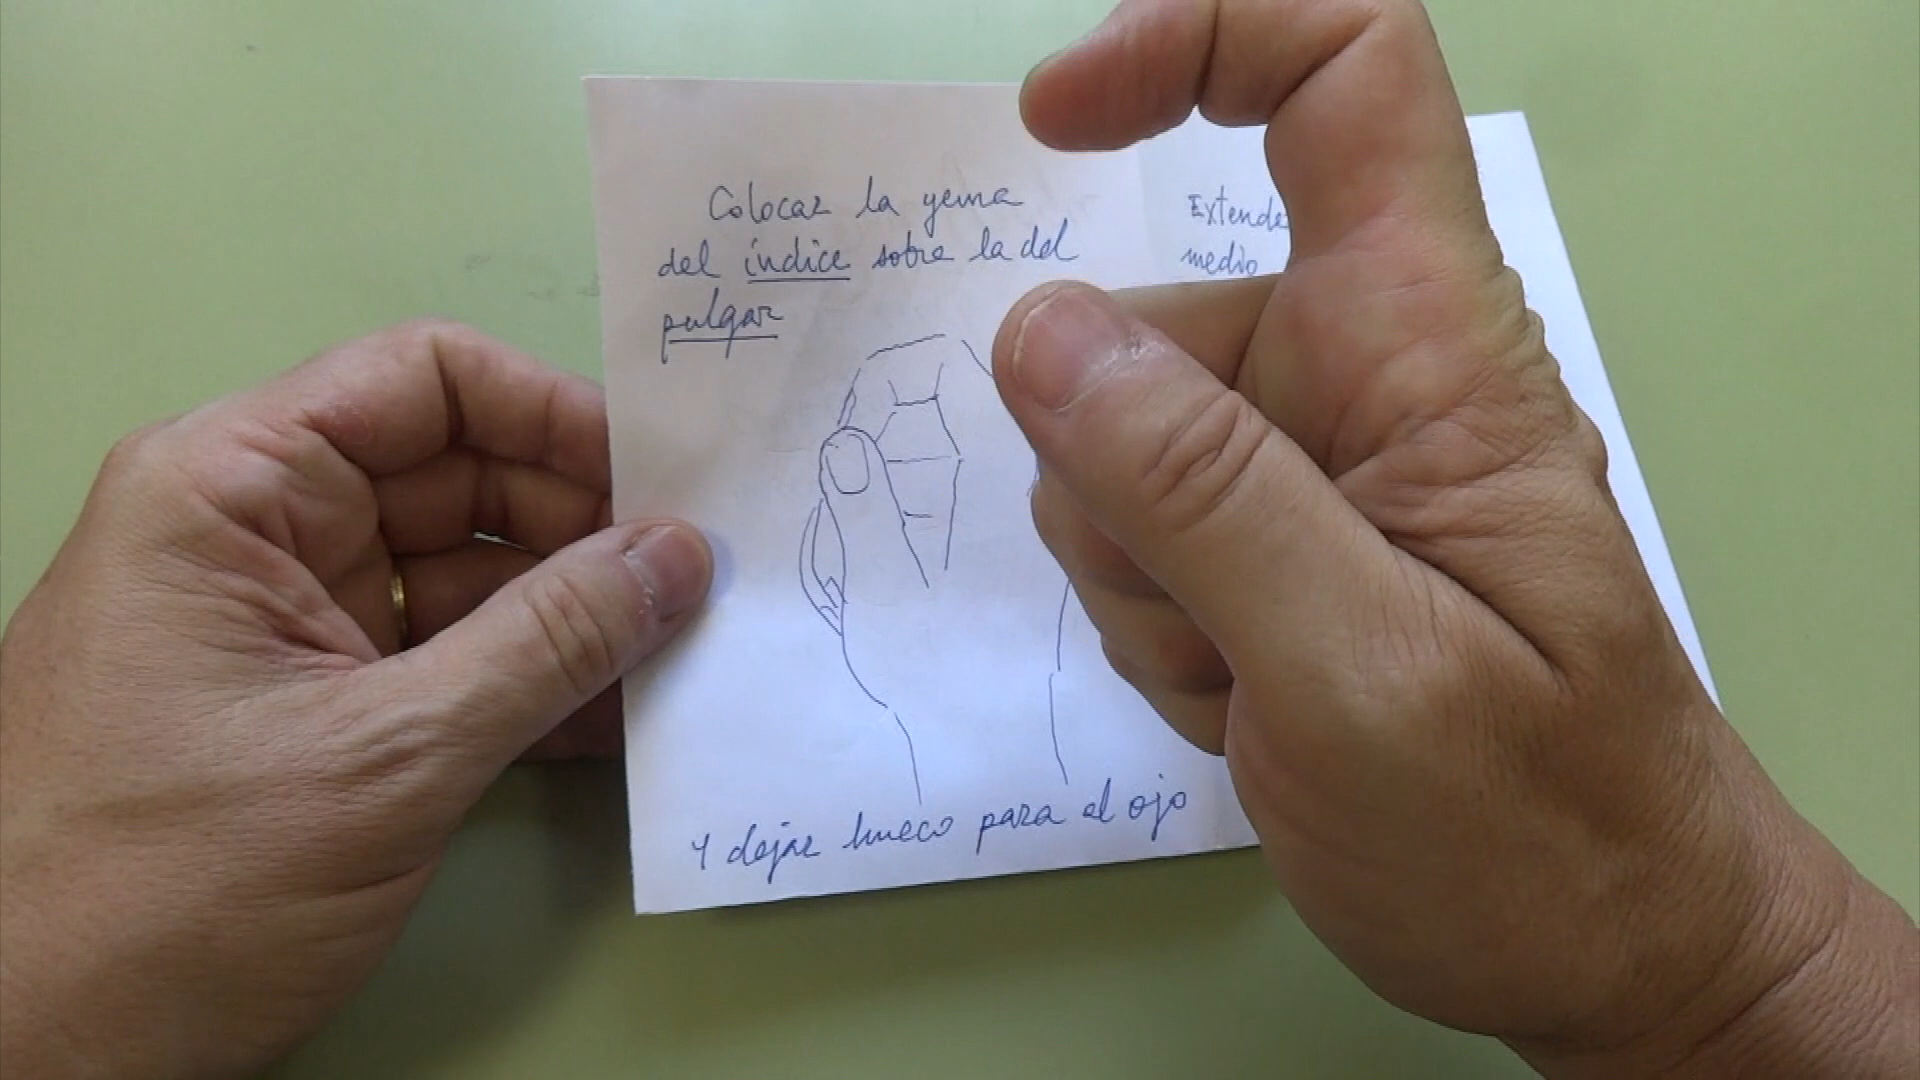 Colocar la yema
del índice sobre la del
pulgar
Extender
medio
Y dejar hueco para el ojo